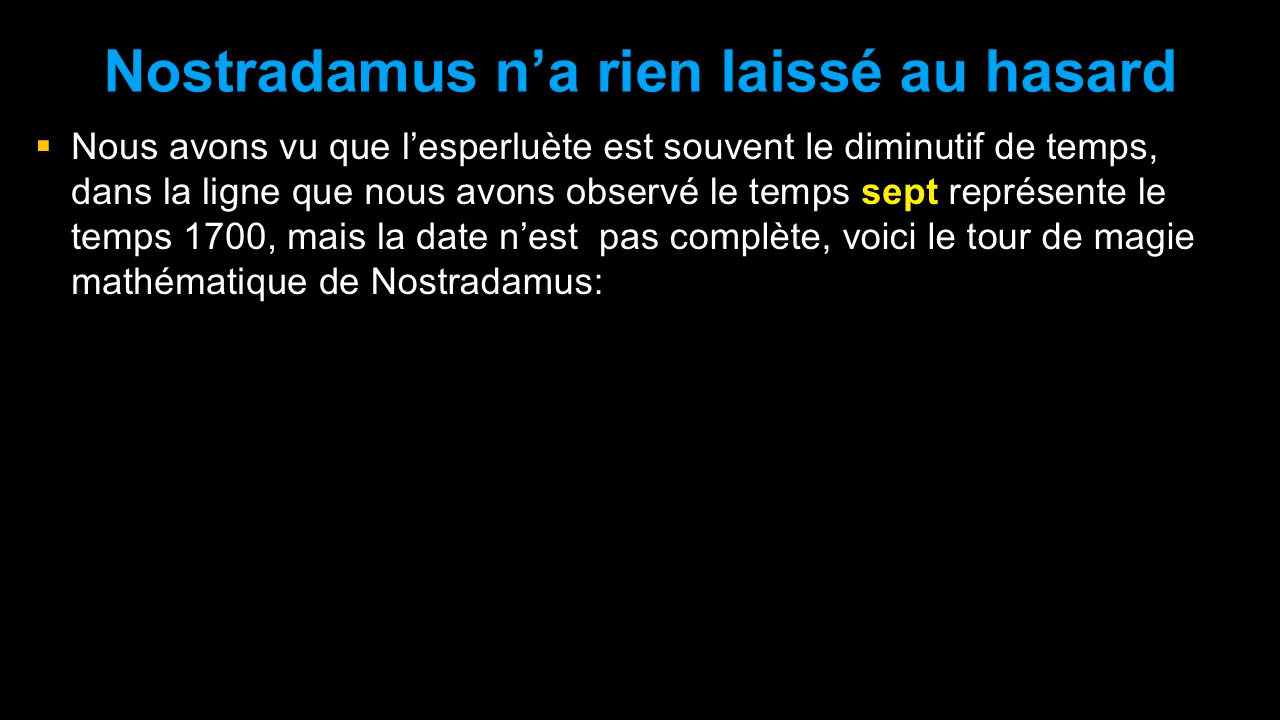 Nostradamus n’a rien laissé au hasard
▪ Nous avons vu que l’esperluète est souvent le diminutif de temps,
dans la ligne que nous avons observé le temps sept représente le
temps 1700, mais la date n’est  pas complète, voici le tour de magie
mathématique de Nostradamus: